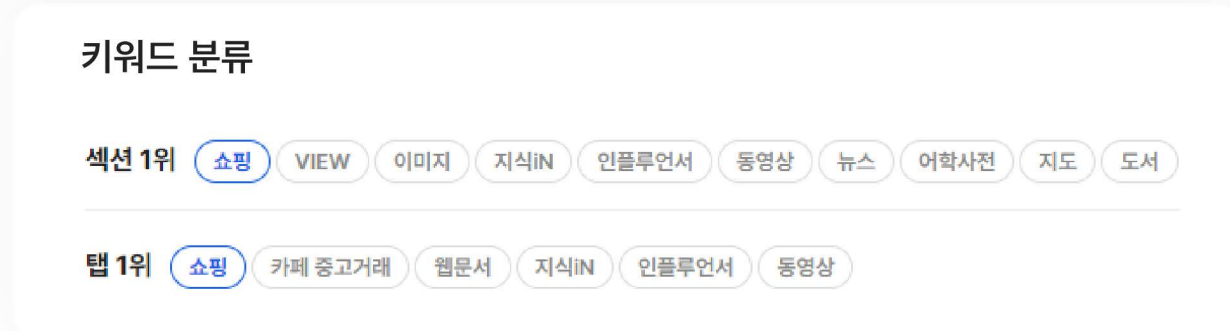 키워드 분류
섹션 1위 쇼핑 VIEW 이미지 지식iN 인플루언서 동영상 뉴스 어학사전 지도 도서
탭 1위 쇼핑 카페 중고거래 웹문서 지식iN 인플루언서 동영상